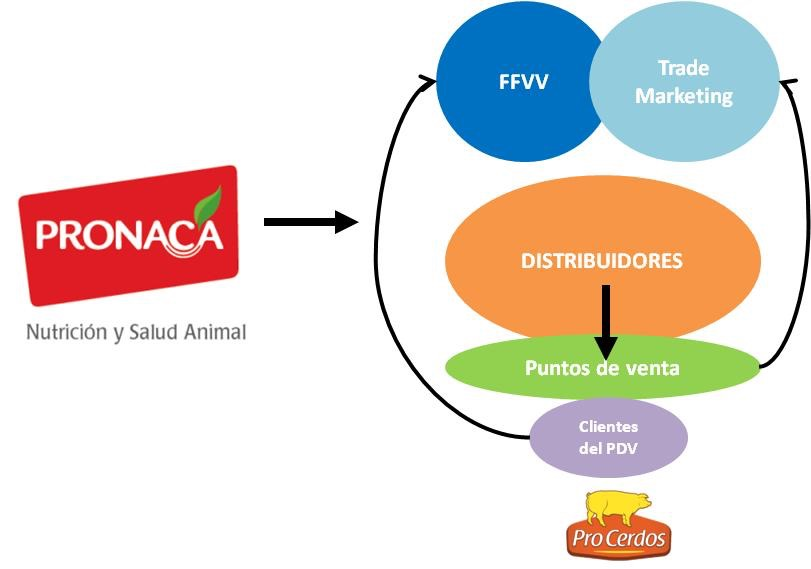 PRONACA
Nutrición y Salud Animal
FFVV
Trade
Marketing
DISTRIBUIDORES
Puntos de venta
Clientes
del PDV
Pro Cerdos